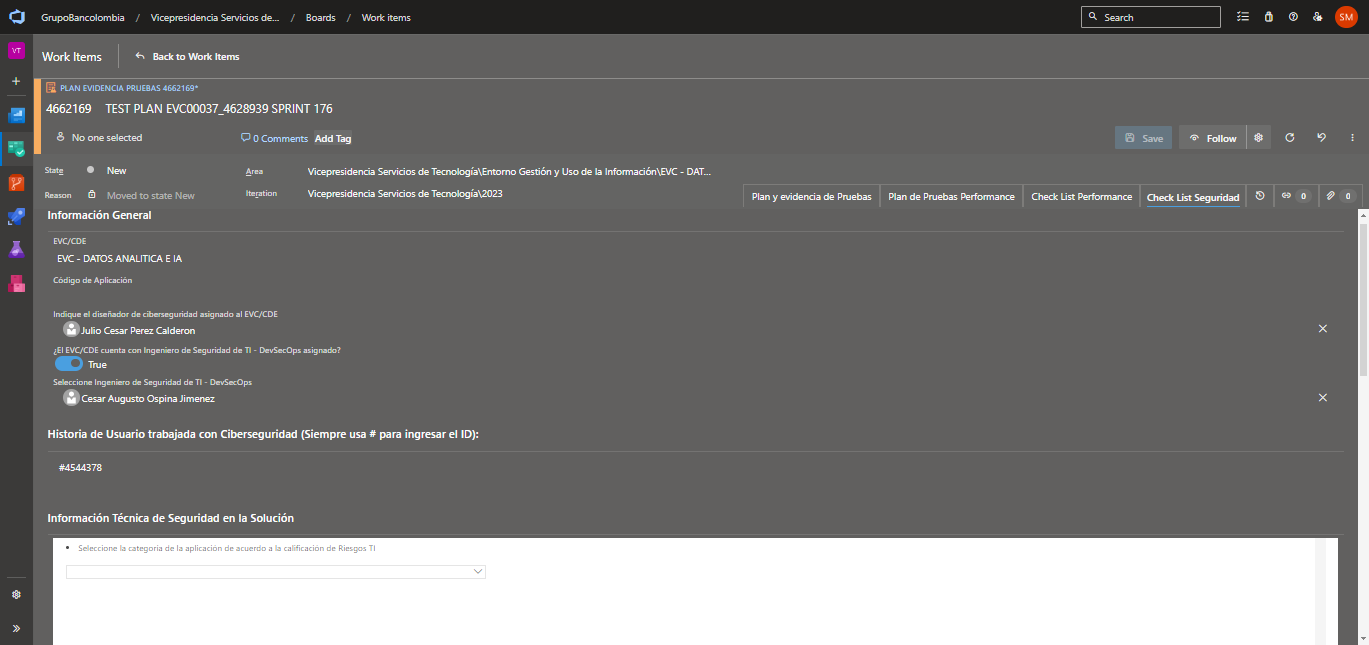 GrupoBancolombia / Vicepresidencia Servicios de... / Boards / Work items
Search
SM
VT
Work Items
Back to Work Items
PLAN EVIDENCIA PRUEBAS 4662169*
4662169 TEST PLAN EVC00037_4628939 SPRINT 176
No one selected
0 Comments
Add Tag
Save
Follow
State
New
Area
Vicepresidencia Servicios de Tecnología\Entorno Gestión y Uso de la Información\EVC - DAT...
Reason
Moved to state New
Iteration
Vicepresidencia Servicios de Tecnología\2023
Plan y evidencia de Pruebas
Plan de Pruebas Performance
Check List Performance
Check List Seguridad
0
0
Información General
EVC/CDE
EVC - DATOS ANALITICA E IA
Código de Aplicación
Indique el diseñador de ciberseguridad asignado al EVC/CDE
Julio Cesar Perez Calderon
¿El EVC/CDE cuenta con Ingeniero de Seguridad de TI - DevSecOps asignado?
True
Seleccione Ingeniero de Seguridad de TI - DevSecOps
Cesar Augusto Ospina Jimenez
Historia de Usuario trabajada con Ciberseguridad (Siempre usa # para ingresar el ID):
#4544378
Información Técnica de Seguridad en la Solución
• Seleccione la categoria de la aplicación de acuerdo a la calificación de Riesgos TI